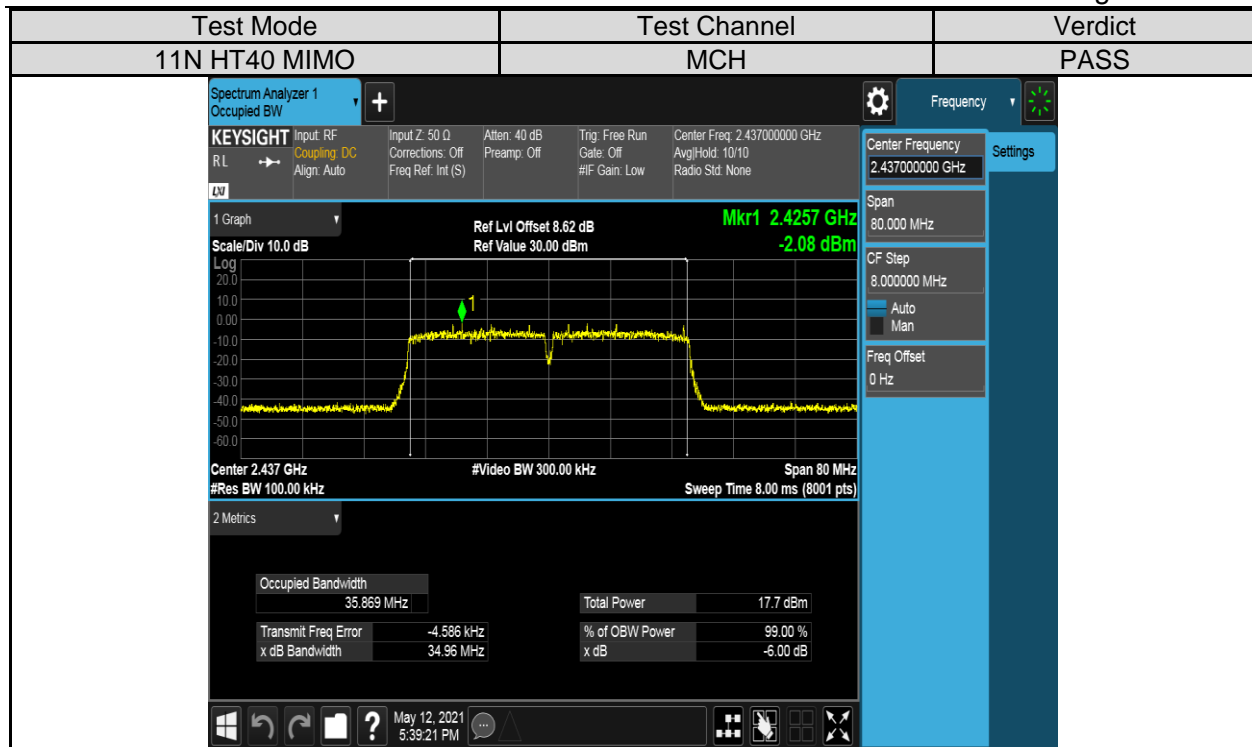 Test Mode Test Channel Verdict
11N HT40 MIMO MCH PASS
Spectrum Analyzer 1
Occupied BW
Frequency
KEYSIGHT Input: RF Input Z: 50 Ω Atten: 40 dB Trig: Free Run Center Freq: 2.437000000 GHz
RL Coupling: DC Corrections: Off Preamp: Off Gate: Off Avg|Hold: 10/10
Align: Auto Freq Ref: Int (S) #IF Gain: Low Radio Std: None
LXI
Center Frequency
2.437000000 GHz
Settings
Span
80.000 MHz
CF Step
8.000000 MHz
Auto
Man
Freq Offset
0 Hz
1 Graph Ref Lvl Offset 8.62 dB Mkr1 2.4257 GHz
Scale/Div 10.0 dB Ref Value 30.00 dBm -2.08 dBm
Log
20.0
10.0
1
0.00
-10.0
-20.0
-30.0
-40.0
-50.0
-60.0
Center 2.437 GHz #Video BW 300.00 kHz Span 80 MHz
#Res BW 100.00 kHz Sweep Time 8.00 ms (8001 pts)
2 Metrics
Occupied Bandwidth
35.869 MHz Total Power 17.7 dBm
Transmit Freq Error -4.586 kHz % of OBW Power 99.00 %
x dB Bandwidth 34.96 MHz x dB -6.00 dB
? May 12, 2021
5:39:21 PM